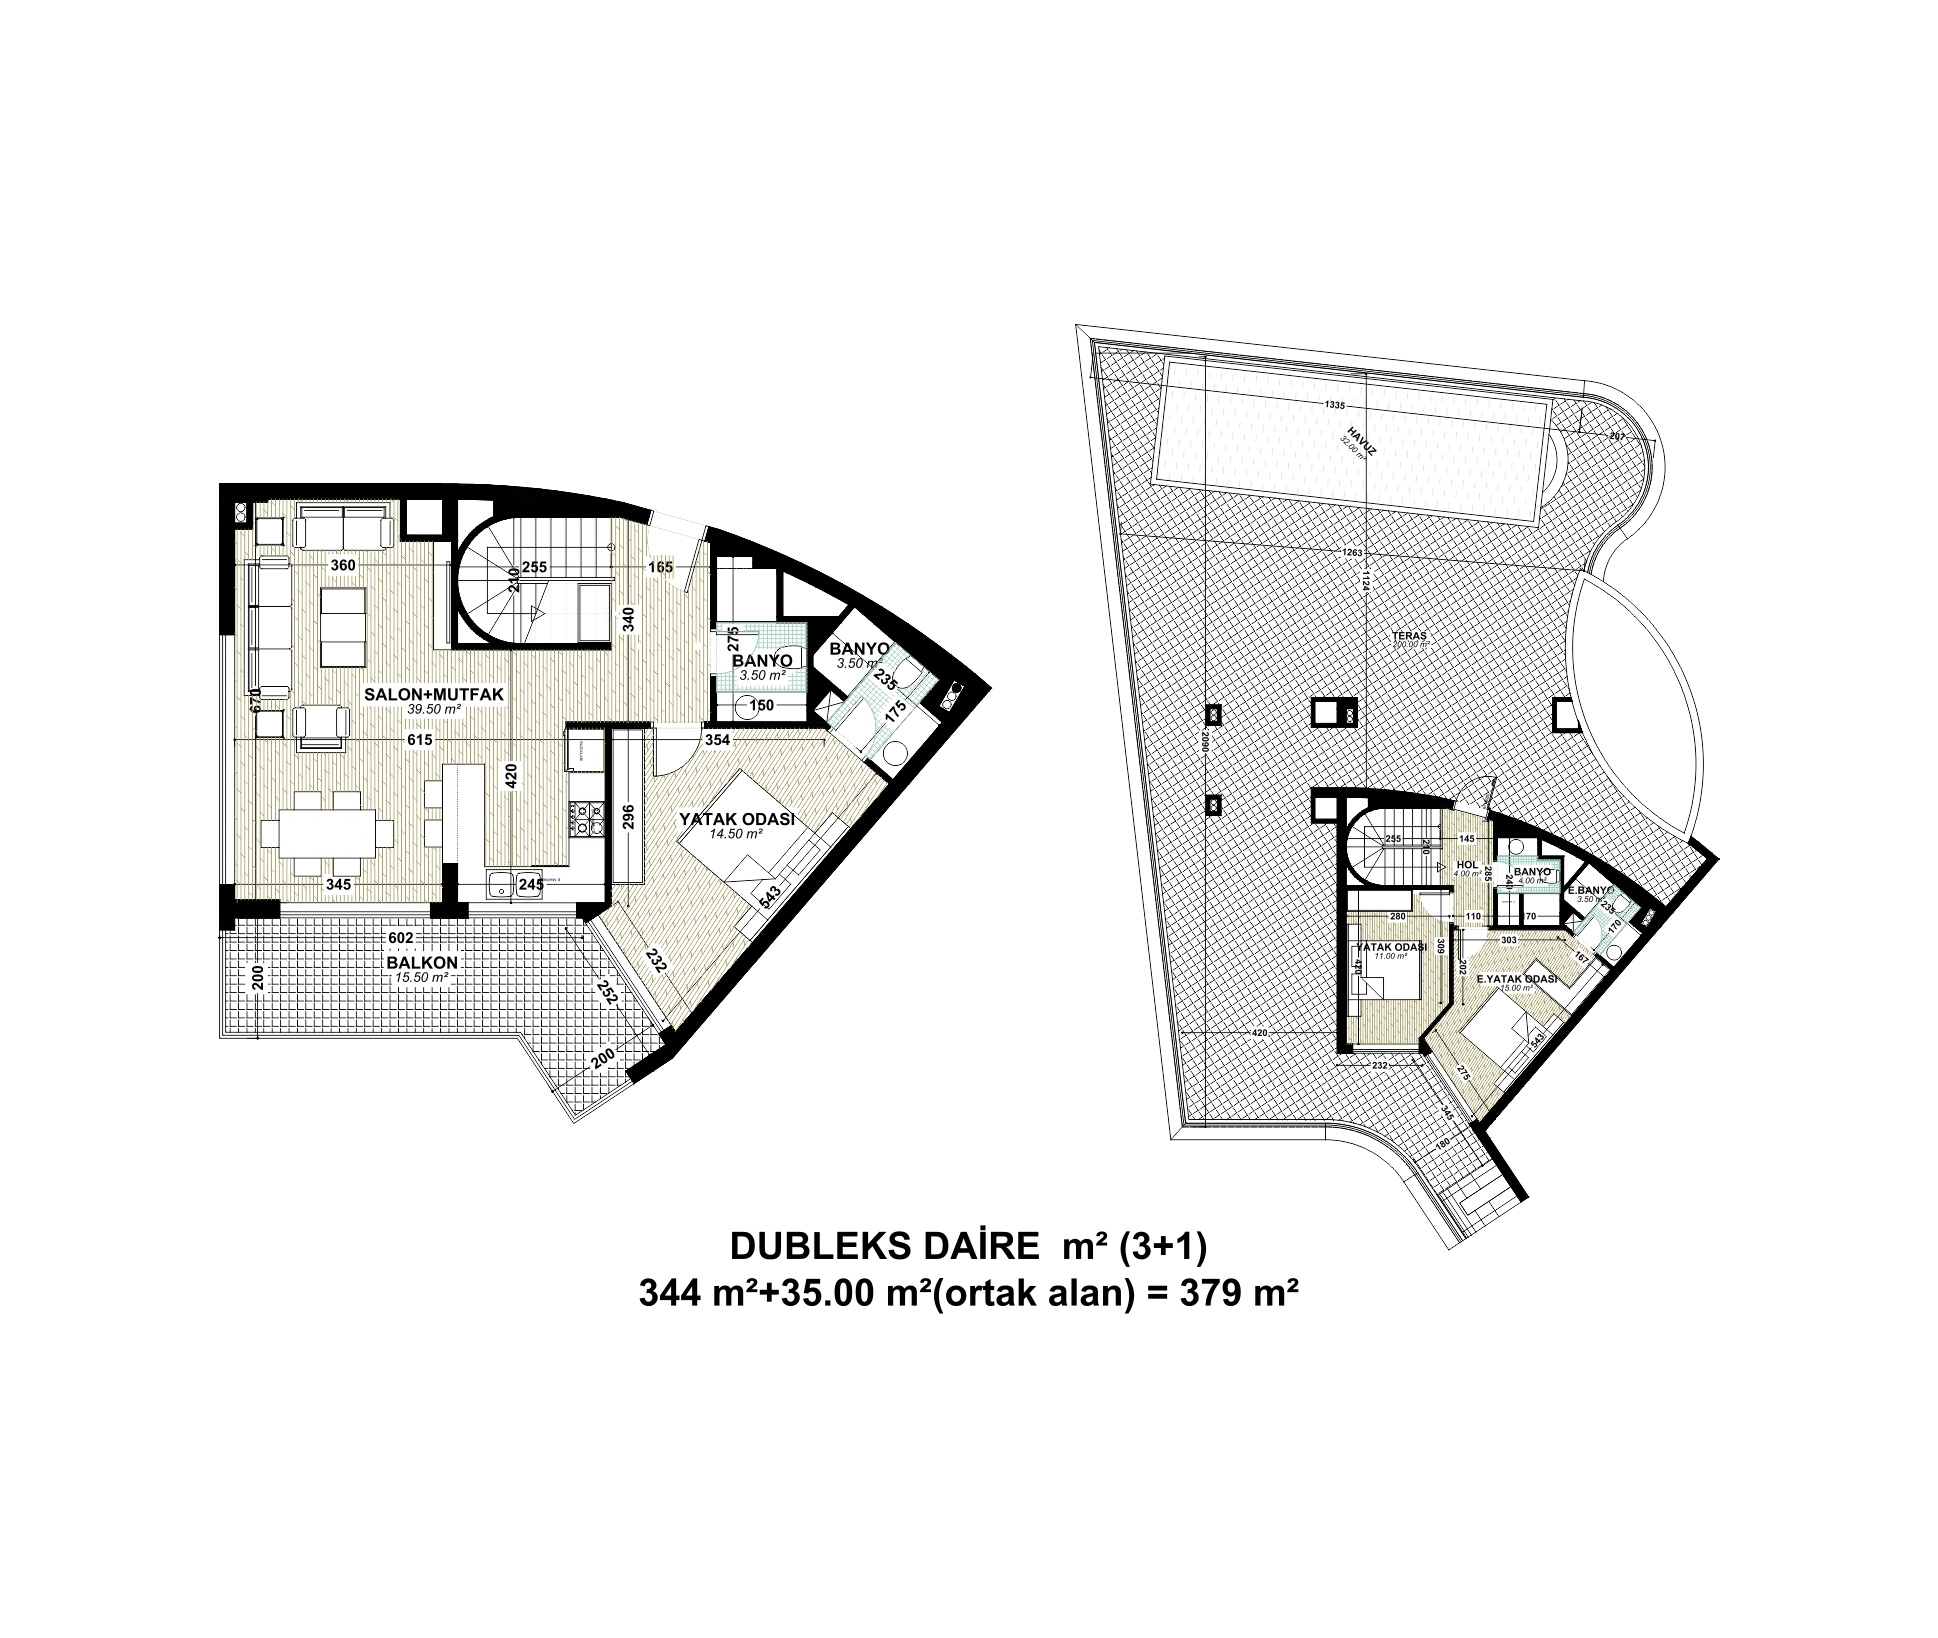 360
255
210
165
340
275
BANYO
3.50 m²
150
BANYO
3.50 m²
235
175
670
SALON+MUTFAK
39.50 m²
615
420
354
296
YATAK ODASI
14.50 m²
543
345
245
602
BALKON
15.50 m²
200
232
252
200
1335
207
HAVUZ
32.00 m²
1263
1124
TERAS
200.00 m²
2090
255
210
145
HOL
4.00 m²
285
240
BANYO
4.00 m²
170
E.BANYO
3.50 m²
235
170
280
110
303
167
YATAK ODASI
11.00 m²
309
420
202
E.YATAK ODASI
15.00 m²
543
420
232
275
345
180
DUBLEKS DAİRE m² (3+1)
344 m²+35.00 m²(ortak alan) = 379 m²